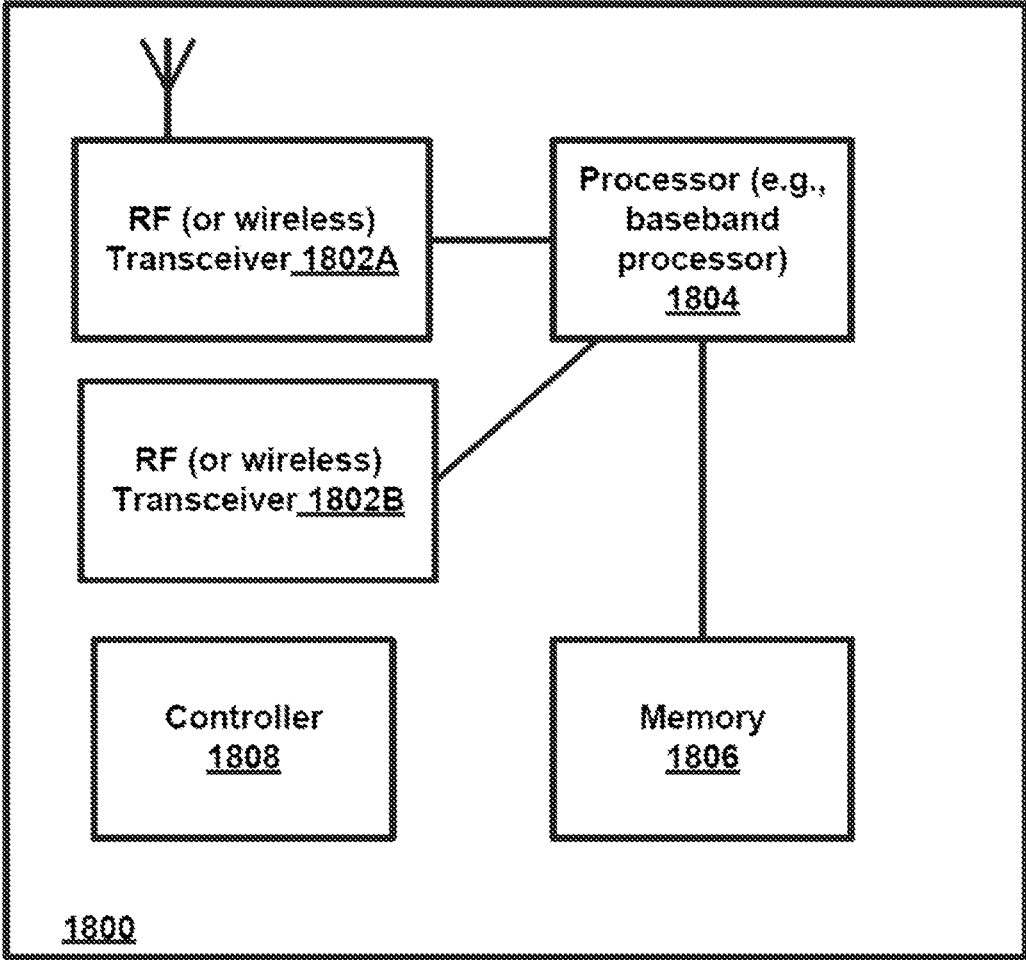 RF (or wireless)
Transceiver 1802A
Processor (e.g.,
baseband
processor)
1804
RF (or wireless)
Transceiver 1802B
Controller
1808
Memory
1806
1800